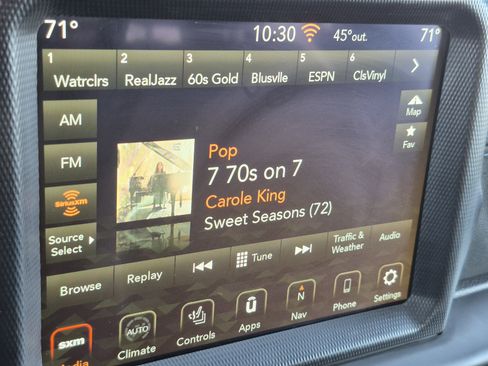 71° 10:30 45°out. 71°
1 2 3 4 5 6
Watrclrs RealJazz 60s Gold Blusvlle ESPN ClsVinyl
AM
Map
FM
Fav
Pop
7 70s on 7
Carole King
Sweet Seasons (72)
SiriusXM
Source
Select
Browse Replay Tune Traffic &
Weather Audio
sxm AUTO N
Media Climate Controls Apps Nav Phone Settings